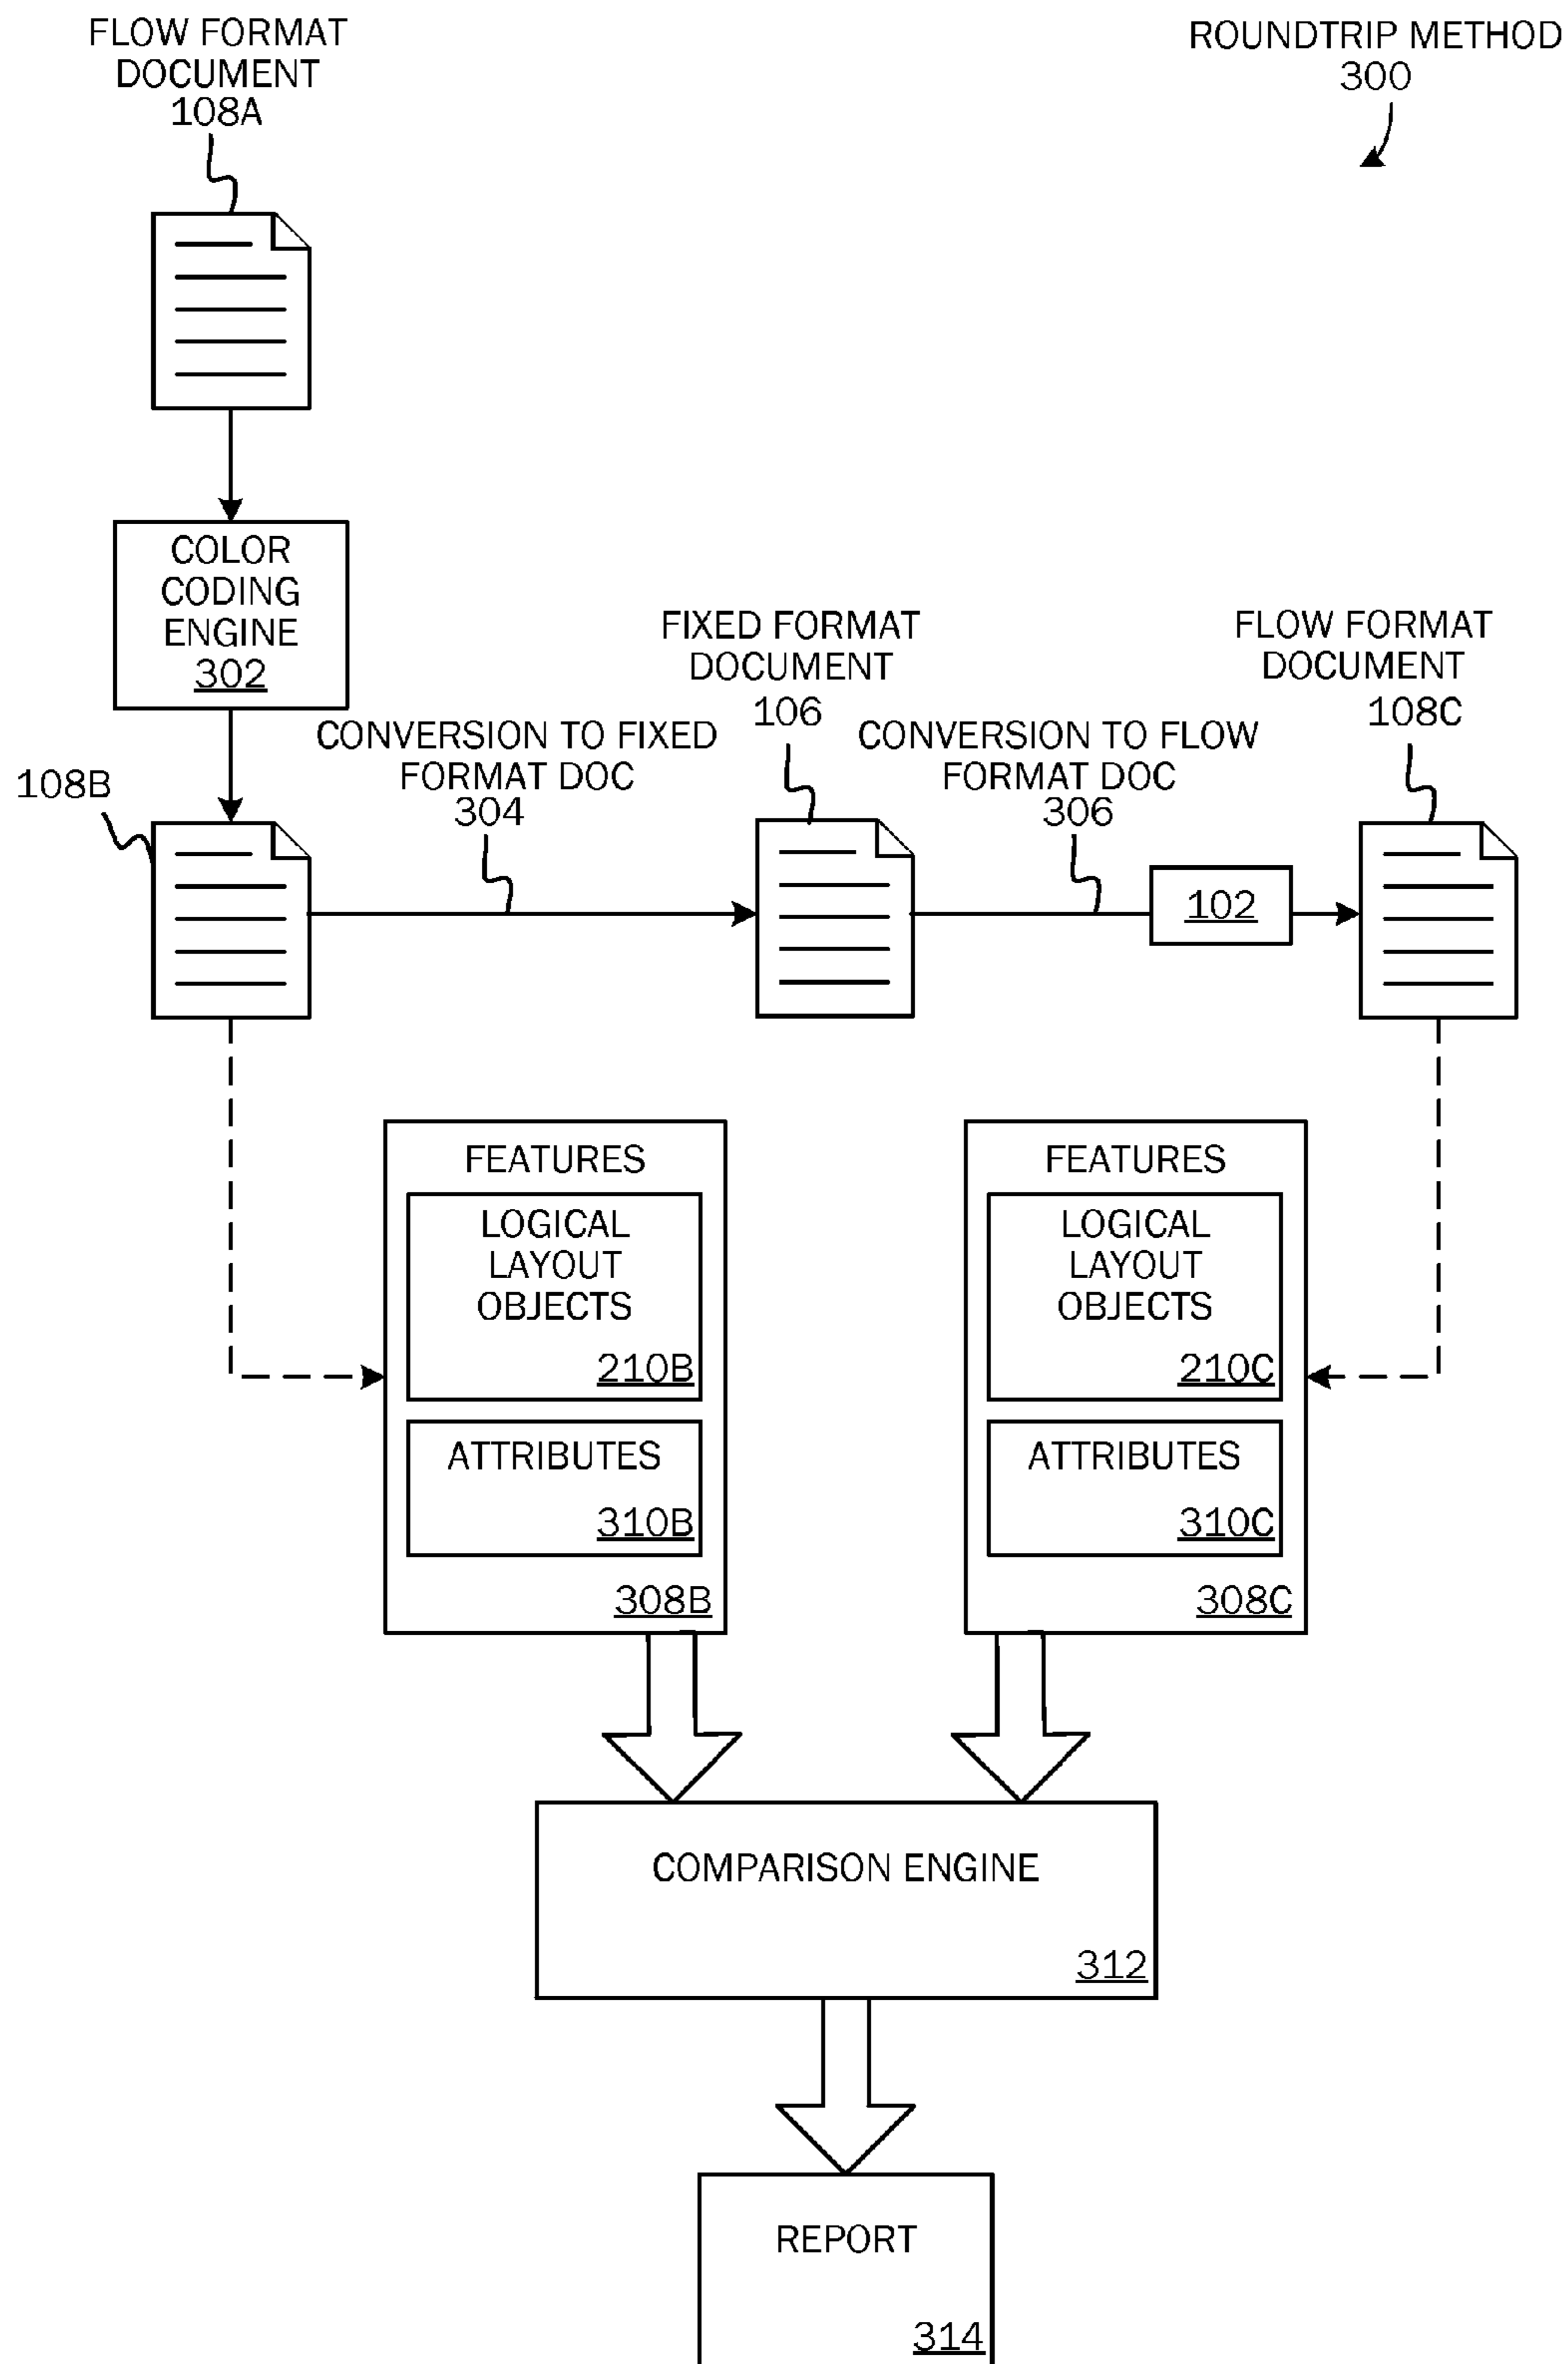 FLOW FORMAT
DOCUMENT
108A
ROUNDTRIP METHOD
300
COLOR
CODING
ENGINE
302
108B
CONVERSION TO FIXED
FORMAT DOC
304
FIXED FORMAT
DOCUMENT
106
CONVERSION TO FLOW
FORMAT DOC
306
102
FLOW FORMAT
DOCUMENT
108C
FEATURES
LOGICAL
LAYOUT
OBJECTS
210B
ATTRIBUTES
310B
308B
FEATURES
LOGICAL
LAYOUT
OBJECTS
210C
ATTRIBUTES
310C
308C
COMPARISON ENGINE
312
REPORT
314